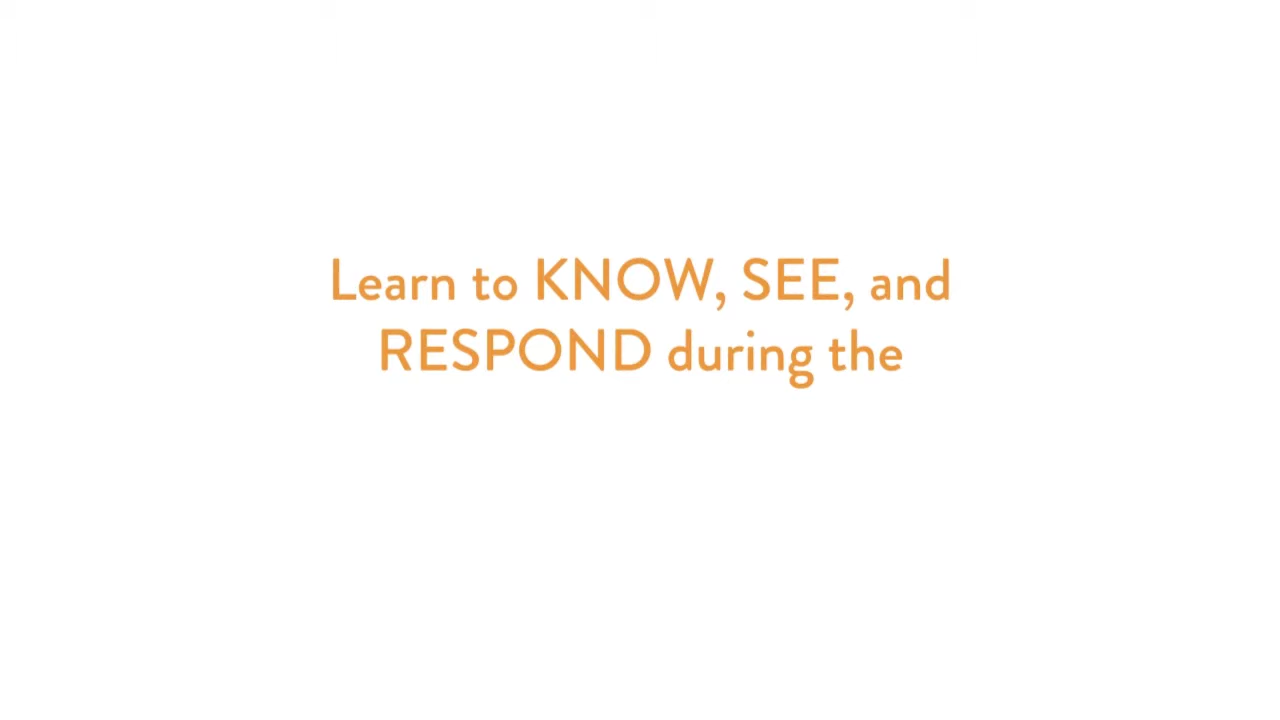 Learn to KNOW, SEE, and
RESPOND during the